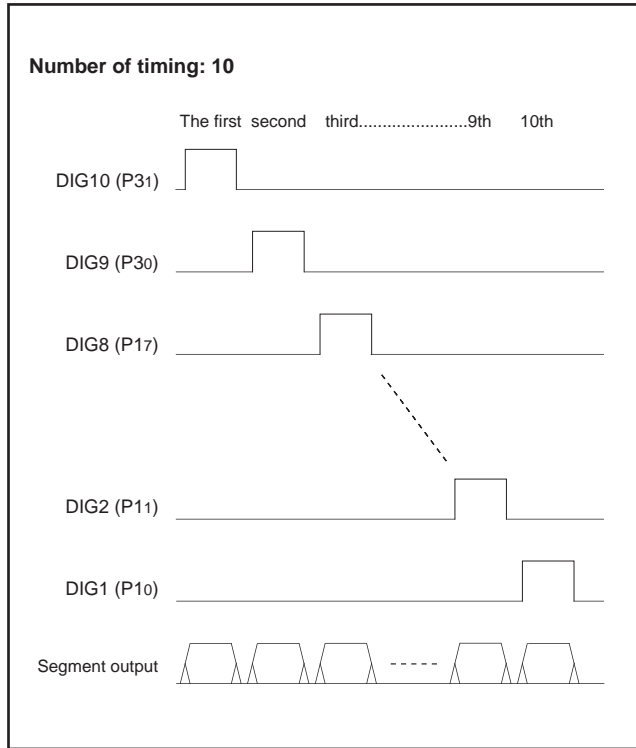 Number of timing: 10
The first second third.......................9th 10th
DIG10 (P31)
DIG9 (P30)
DIG8 (P17)
DIG2 (P11)
DIG1 (P10)
Segment output